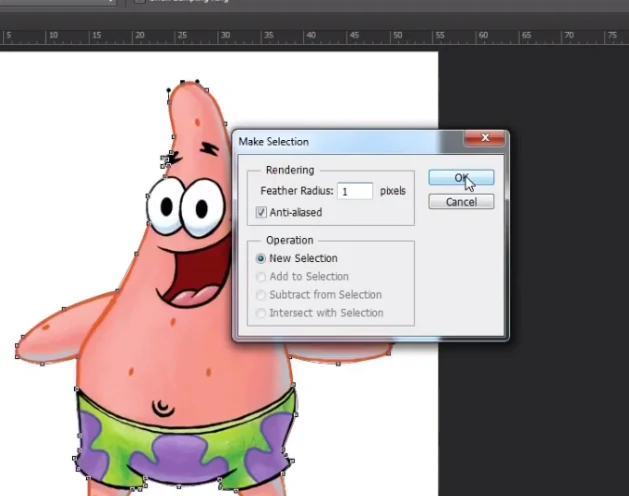 5 10 15 20 25 30 35 40 45 50 55 60 65 70 75
Make Selection
Rendering
Feather Radius: 1 pixels
Anti-aliased
OK
Cancel
Operation
New Selection
Add to Selection
Subtract from Selection
Intersect with Selection